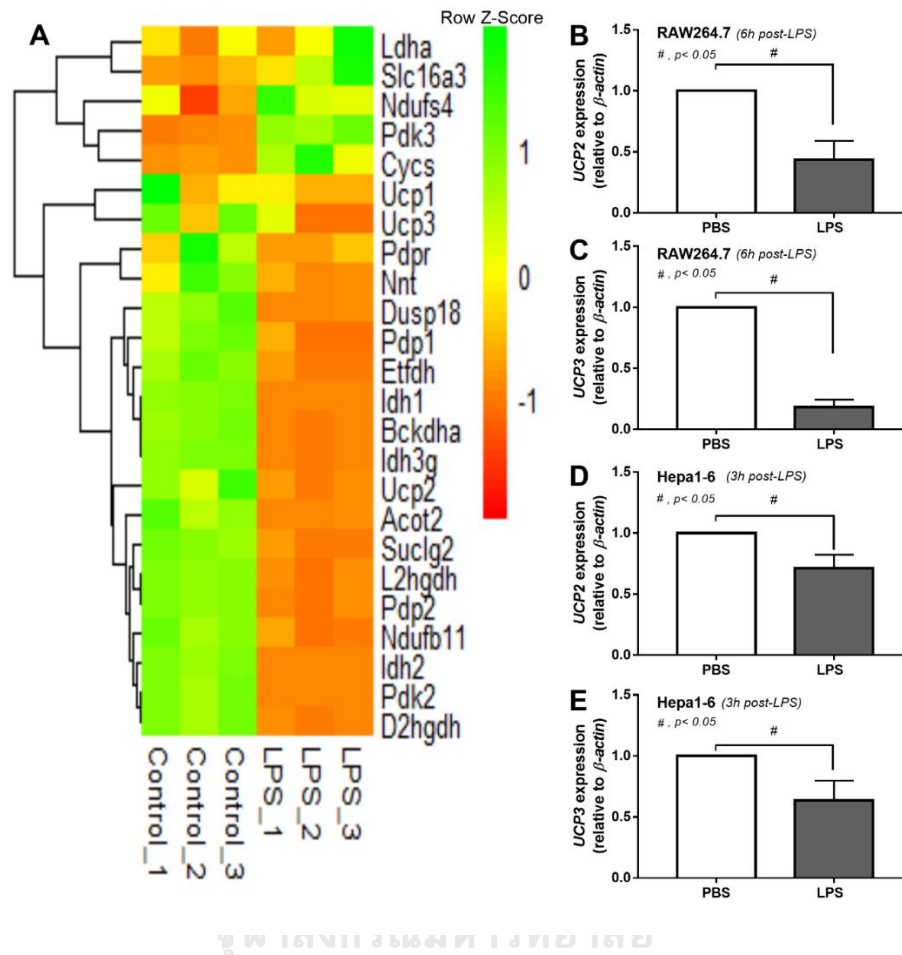 A
Row Z-Score
Ldha
Slc16a3
Ndufs4
Pdk3
Cycs
Ucp1
Ucp3
Pdpr
Nnt
Dusp18
Pdp1
Etfdh
Idh1
Bckdha
Idh3g
Ucp2
Acot2
Suclg2
L2hgdh
Pdp2
Ndufb11
Idh2
Pdk2
D2hgdh
1
0
-1
Control_1
Control_2
Control_3
LPS_1
LPS_2
LPS_3
B
RAW264.7 (6h post-LPS)
#, p< 0.05
#
UCP2 expression
(relative to β-actin)
1.5
1.0
0.5
0.0
PBS LPS
C
RAW264.7 (6h post-LPS)
#, p< 0.05
#
UCP3 expression
(relative to β-actin)
1.5
1.0
0.5
0.0
PBS LPS
D
Hepa1-6 (3h post-LPS)
#, p< 0.05
#
UCP2 expression
(relative to β-actin)
1.5
1.0
0.5
0.0
PBS LPS
E
Hepa1-6 (3h post-LPS)
#, p< 0.05
#
UCP3 expression
(relative to β-actin)
1.5
1.0
0.5
0.0
PBS LPS